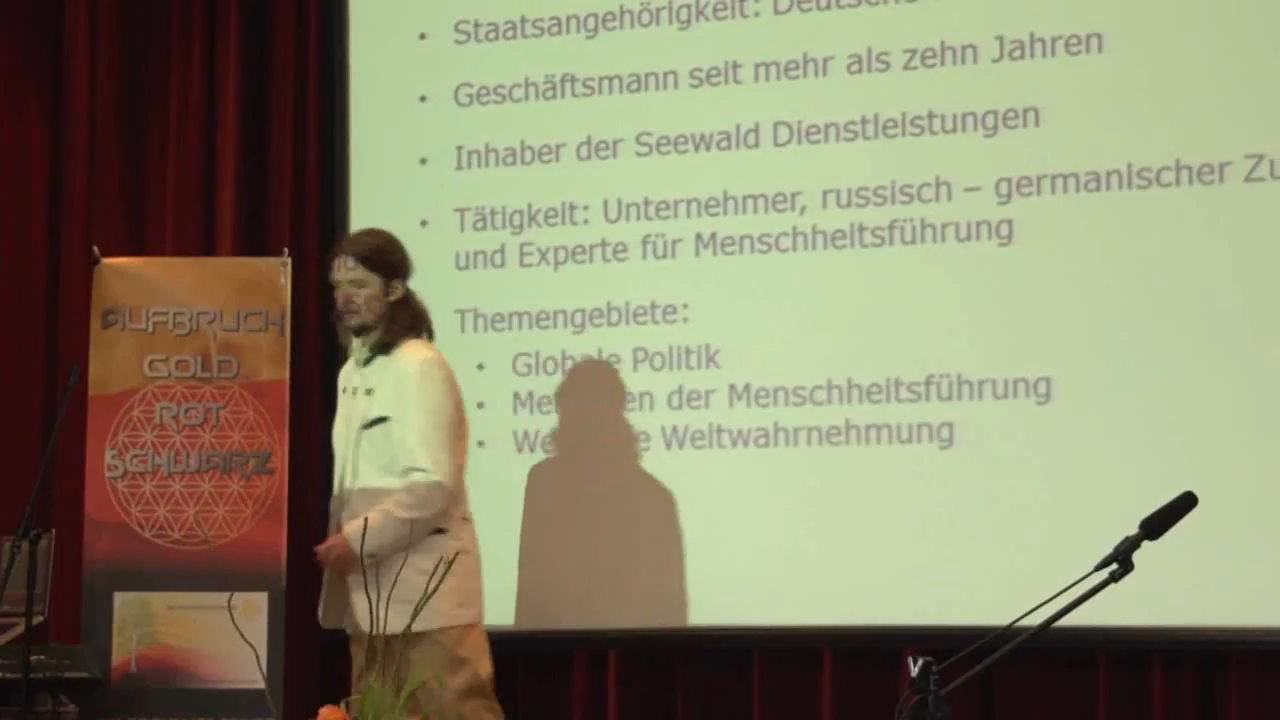 Staatsangehörigkeit: Deutsche
• Geschäftsmann seit mehr als zehn Jahren
• Inhaber der Seewald Dienstleistungen
• Tätigkeit: Unternehmer, russisch – germanischer
und Experte für Menschheitsführung
Themengebiete:
• Globale Politik
• der Menschheitsführung
• Weltwahrnehmung
AUFBRUCH
GOLD
ROT
SCHWARZ